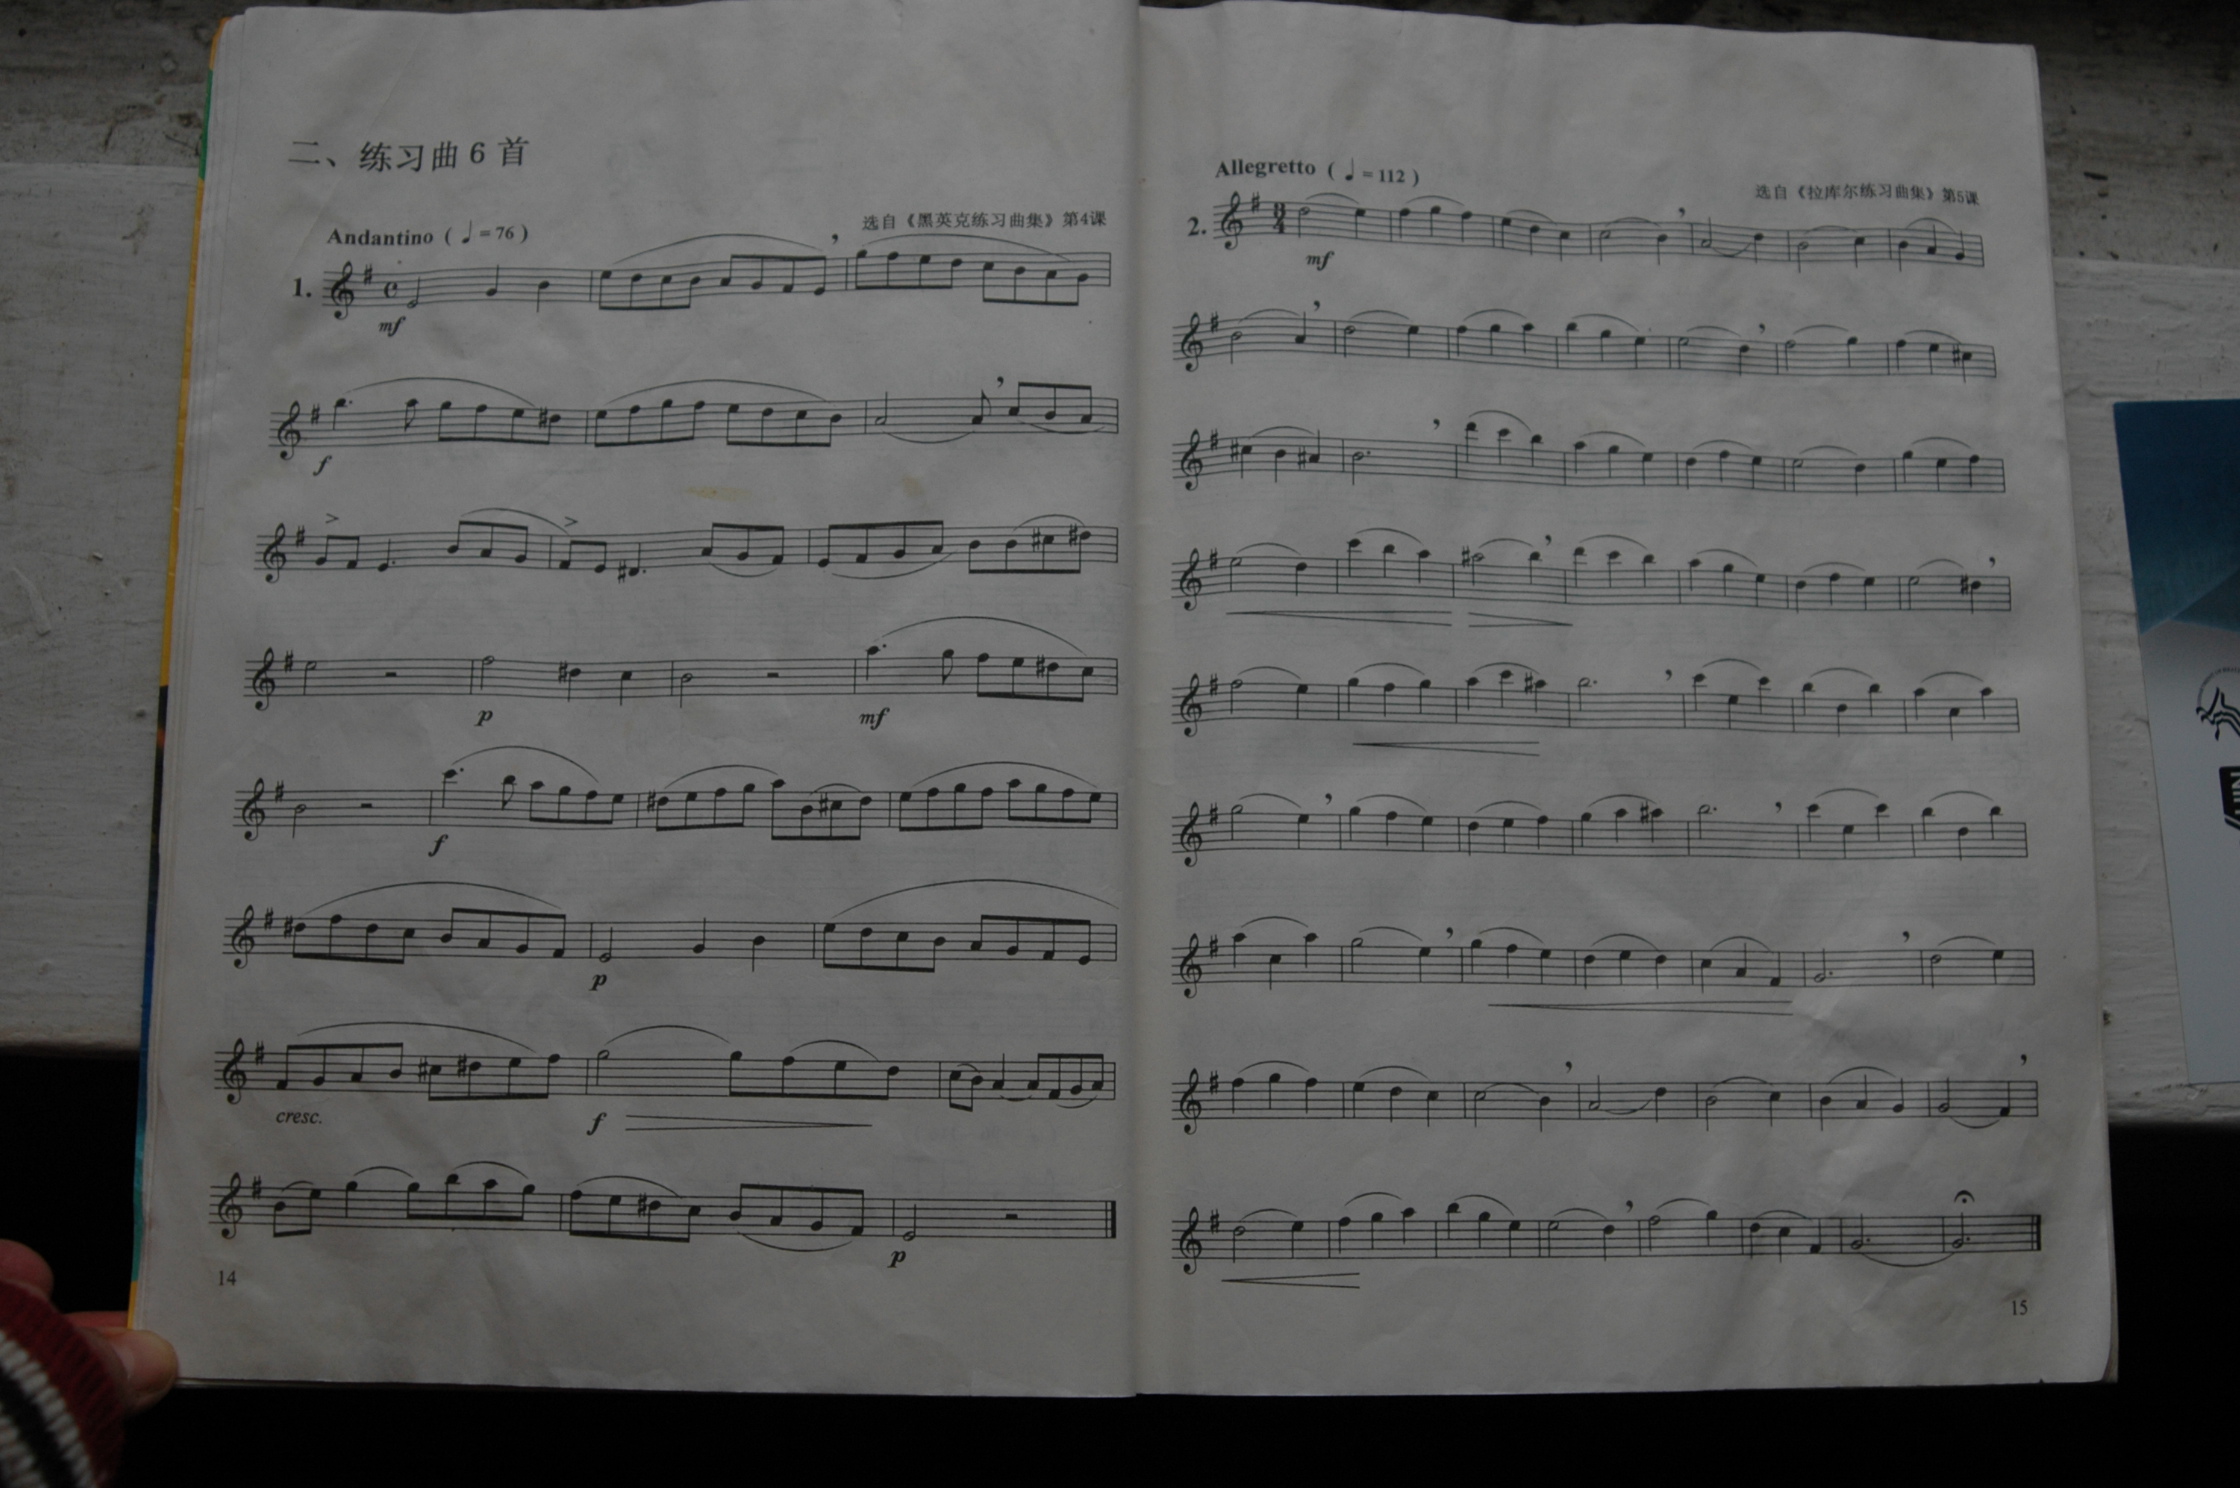 二、练习曲6首
Andantino (♩=76)
选自《黑英克练习曲集》第4课
1.
mf
f
p
mf
f
p
cresc.
f
p
14
Allegretto (♩=112)
选自《拉库尔练习曲集》第5课
2.
3
4
mf
15